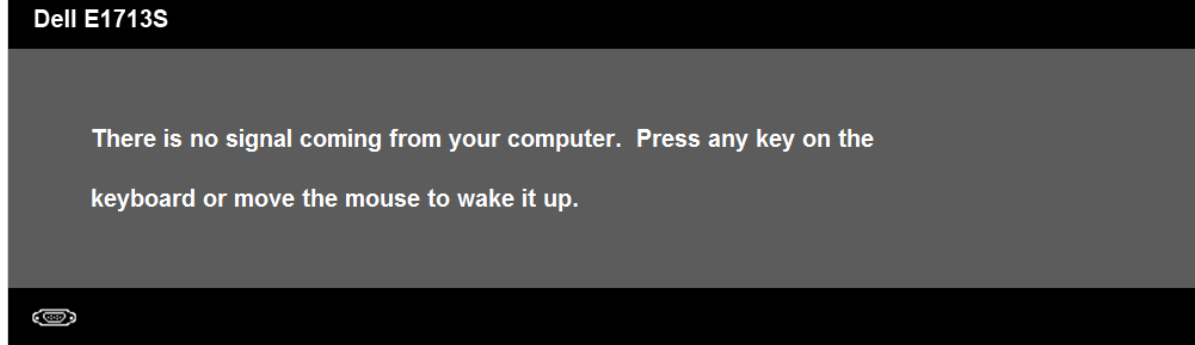 Dell E1713S
There is no signal coming from your computer.  Press any key on the
keyboard or move the mouse to wake it up.